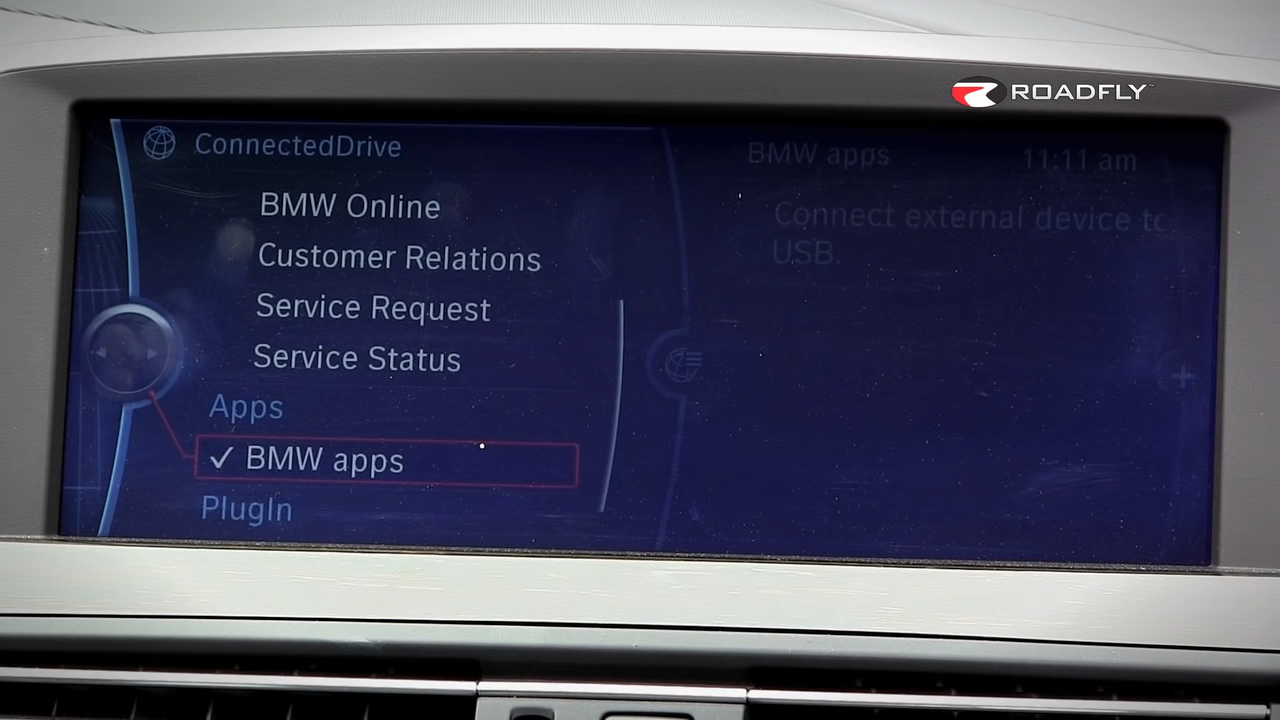 ROADFLY
ConnectedDrive
BMW Online
Customer Relations
Service Request
Service Status
Apps
✓ BMW apps
PlugIn
BMW apps
11:11 am
Connect external device to
USB.